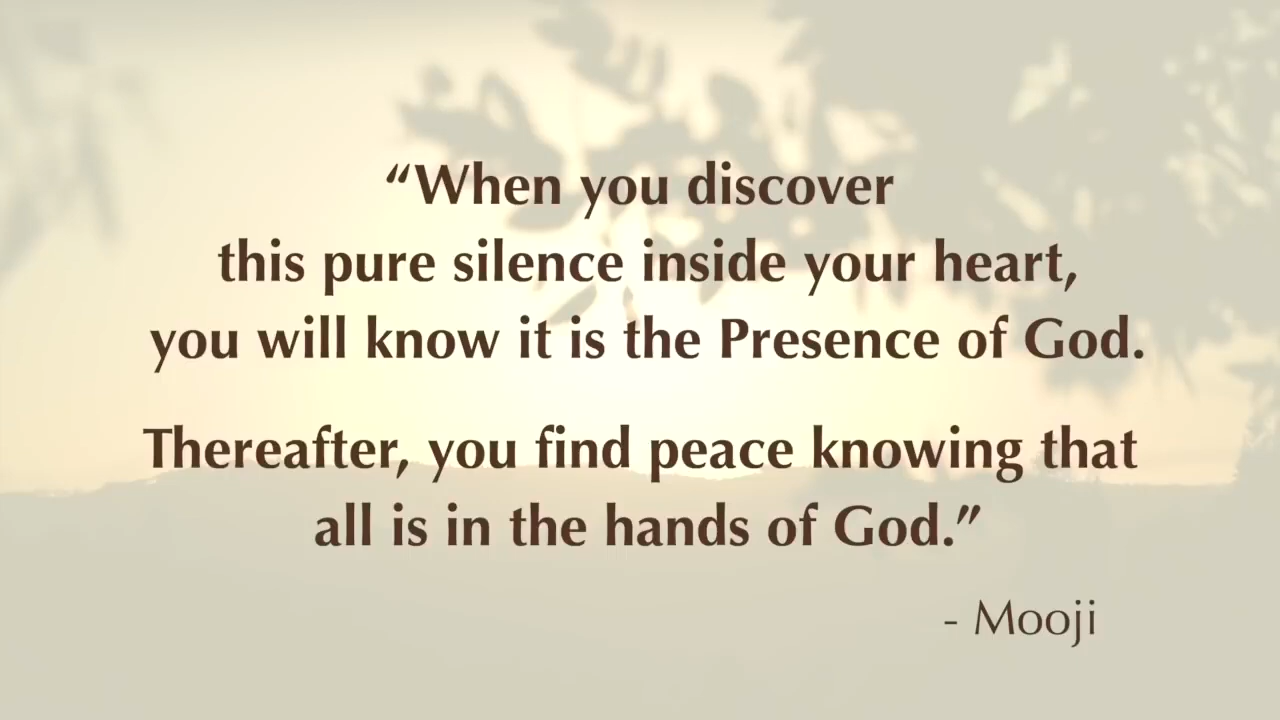 “When you discover
this pure silence inside your heart,
you will know it is the Presence of God.
Thereafter, you find peace knowing that
all is in the hands of God.”
- Mooji